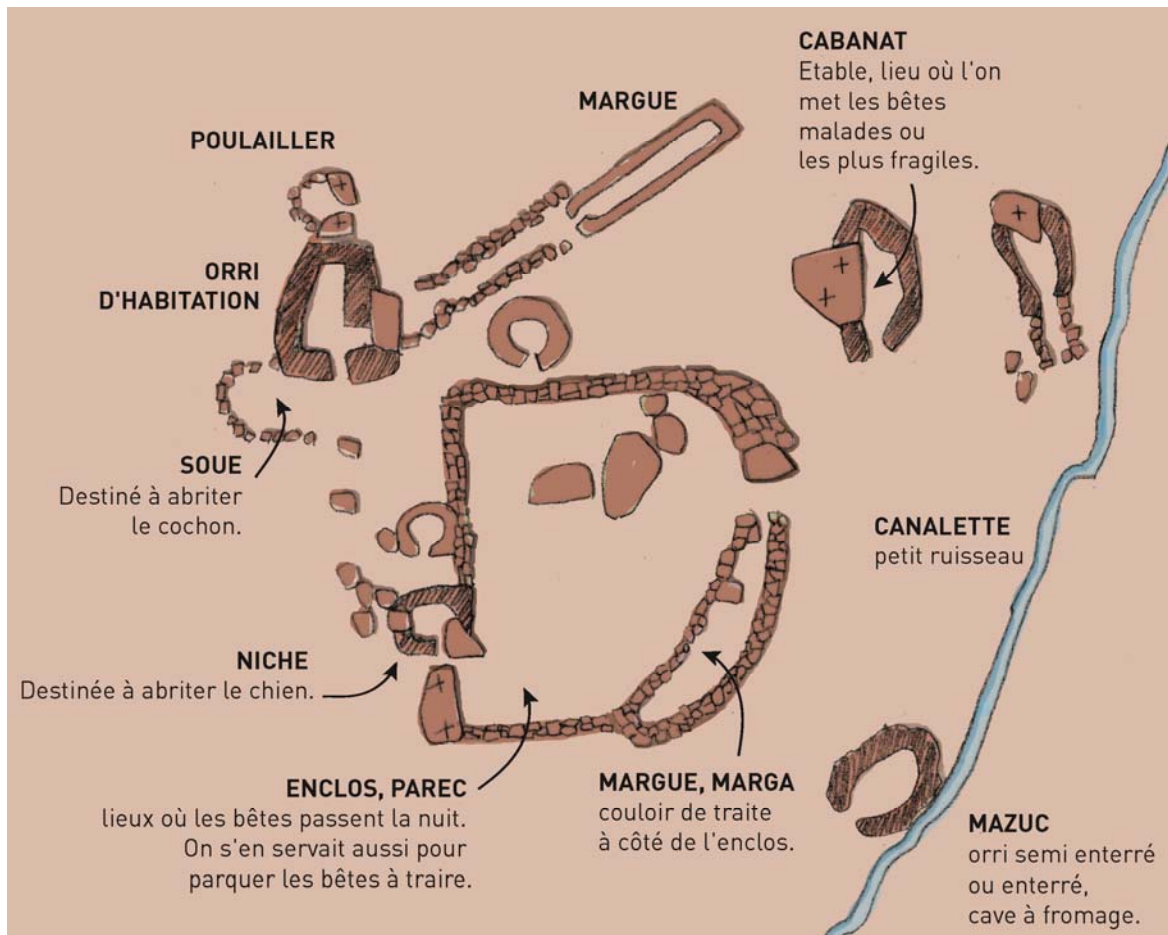 CABANAT
Etable, lieu où l'on
met les bêtes
malades ou
les plus fragiles.
MARGUE
POULAILLER
ORRI
D'HABITATION
SOUE
Destiné à abriter
le cochon.
CANALETTE
petit ruisseau
NICHE
Destinée à abriter le chien.
ENCLOS, PAREC
lieux où les bêtes passent la nuit.
On s'en servait aussi pour
parquer les bêtes à traire.
MARGUE, MARGA
couloir de traite
à côté de l'enclos.
MAZUC
orri semi enterré
ou enterré,
cave à fromage.